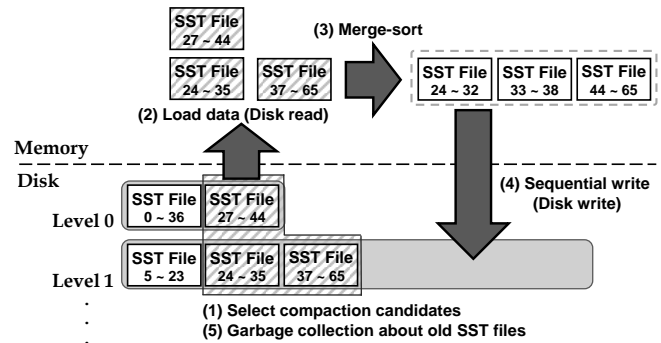 SST File
27 ~ 44
(3) Merge-sort
SST File
24 ~ 35
SST File
37 ~ 65
SST File
24 ~ 32
SST File
33 ~ 38
SST File
44 ~ 65
(2) Load data (Disk read)
Memory
Disk
(4) Sequential write
(Disk write)
Level 0
SST File
0 ~ 36
SST File
27 ~ 44
Level 1
SST File
5 ~ 23
SST File
24 ~ 35
SST File
37 ~ 65
(1) Select compaction candidates
(5) Garbage collection about old SST files